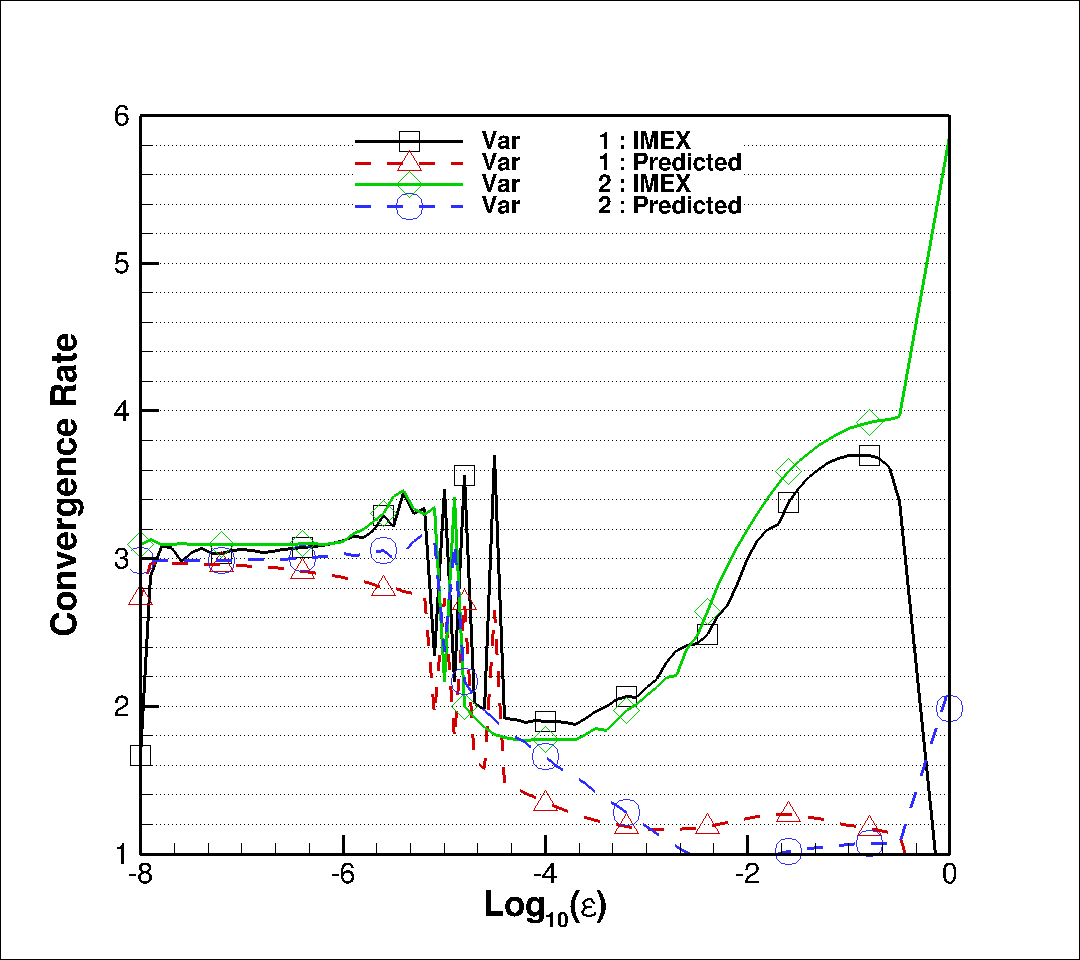 6
Var 1 : IMEX
Var 1 : Predicted
Var 2 : IMEX
Var 2 : Predicted
5
4
3
2
1
Convergence Rate
-8 -6 -4 -2 0
Log10(ε)